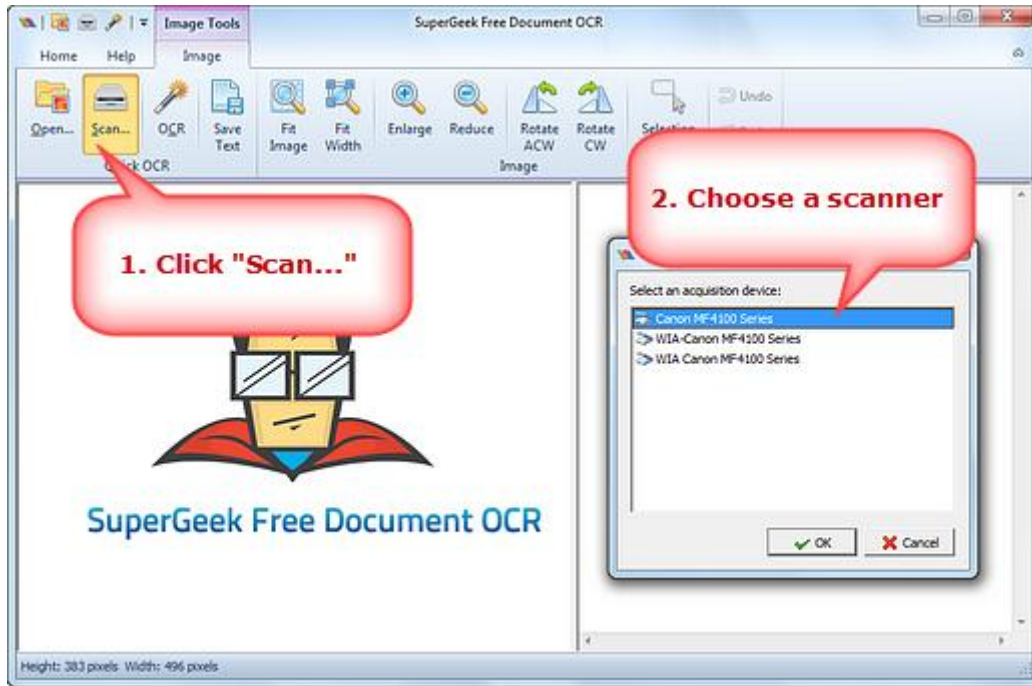 Image Tools
SuperGeek Free Document OCR
Home Help Image
Open... Scan... OCR Save Text Fit Image Fit Width Enlarge Reduce Rotate ACW Rotate CW Selection Undo
OCR
Image
1. Click "Scan..."
2. Choose a scanner
Select an acquisition device:
Canon MF4100 Series
WIA-Canon MF4100 Series
WIA Canon MF4100 Series
OK Cancel
SuperGeek Free Document OCR
Height: 383 pixels Width: 496 pixels